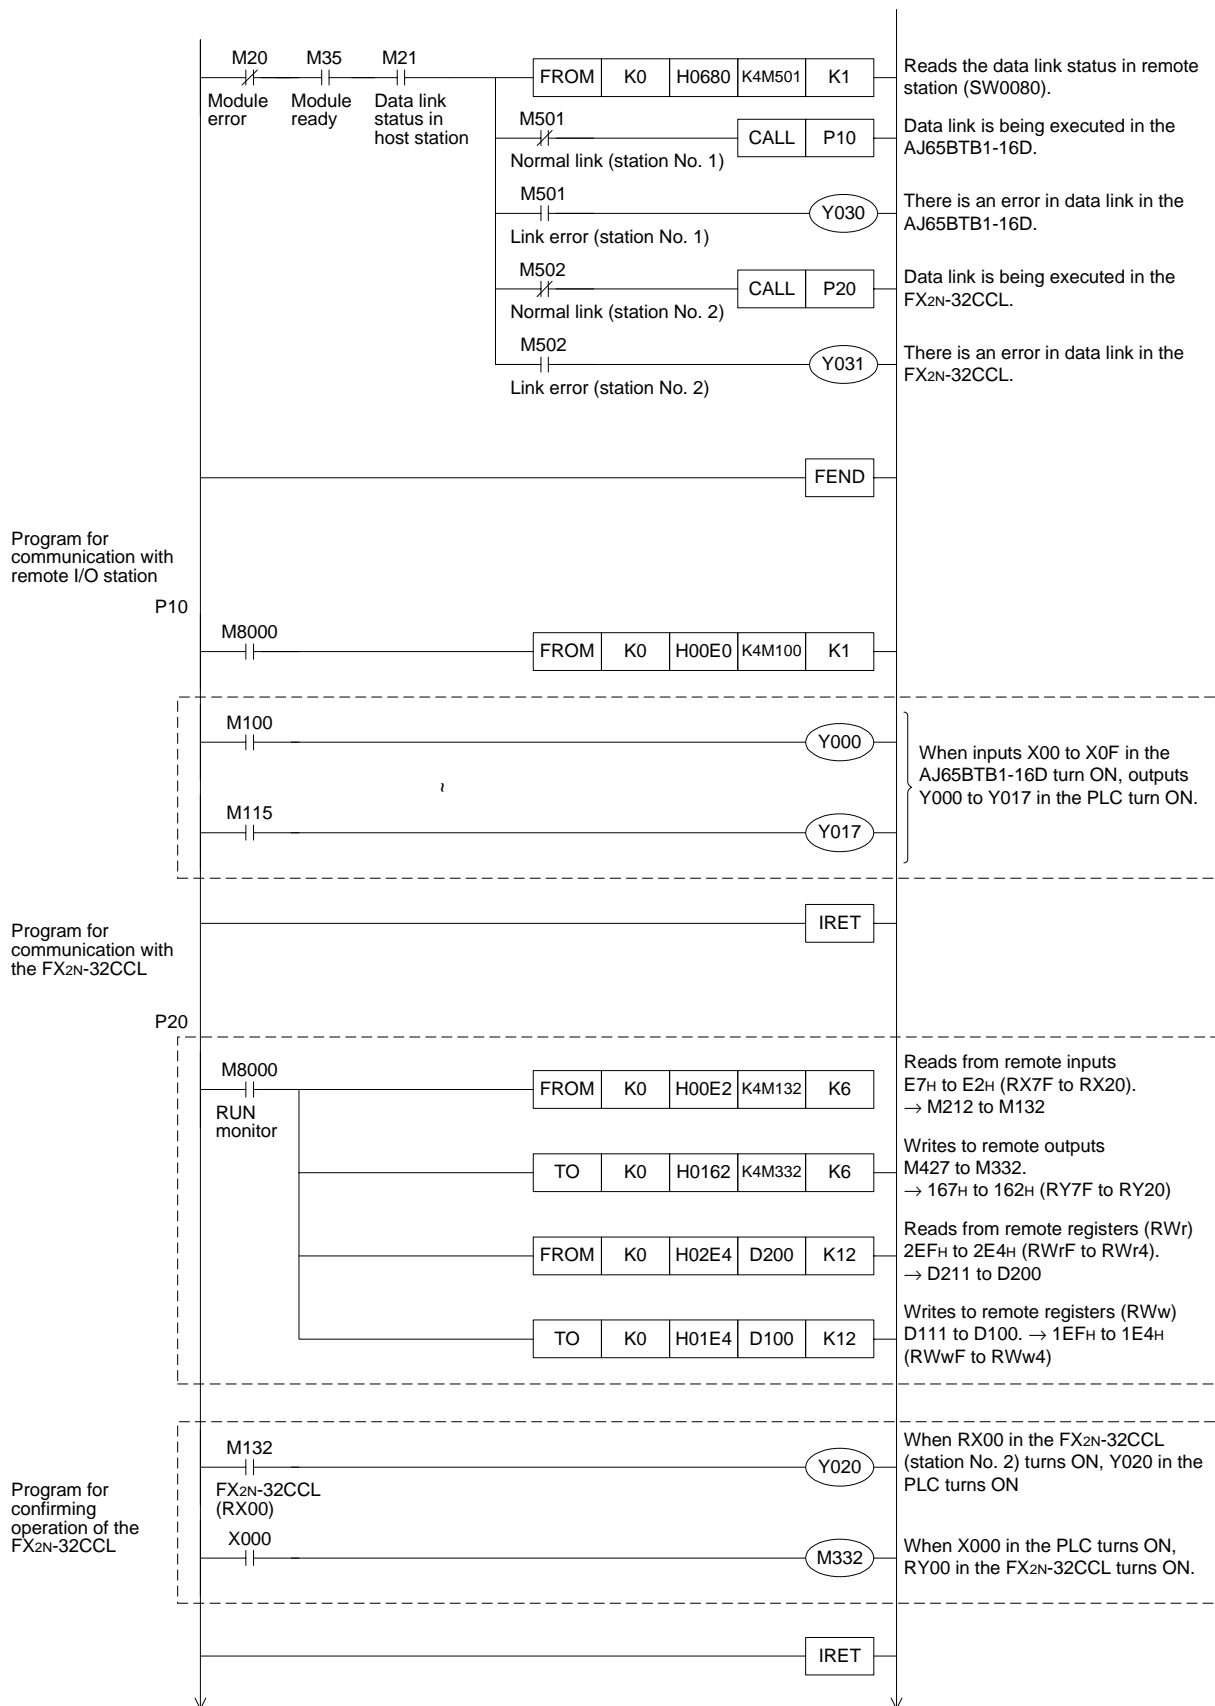 M20 M35 M21
Module error
Module ready
Data link status in host station
FROM K0 H0680 K4M501 K1
Reads the data link status in remote
station (SW0080).
M501
CALL P10
Normal link (station No. 1)
Data link is being executed in the
AJ65BTB1-16D.
M501
Y030
Link error (station No. 1)
There is an error in data link in the
AJ65BTB1-16D.
M502
CALL P20
Normal link (station No. 2)
Data link is being executed in the
FX2N-32CCL.
M502
Y031
Link error (station No. 2)
There is an error in data link in the
FX2N-32CCL.
FEND
Program for
communication with
remote I/O station
P10
M8000
FROM K0 H00E0 K4M100 K1
M100
Y000
~
M115
Y017
When inputs X00 to X0F in the
AJ65BTB1-16D turn ON, outputs
Y000 to Y017 in the PLC turn ON.
IRET
Program for
communication with
the FX2N-32CCL
P20
M8000
RUN
monitor
FROM K0 H00E2 K4M132 K6
Reads from remote inputs
E7H to E2H (RX7F to RX20).
→ M212 to M132
TO K0 H0162 K4M332 K6
Writes to remote outputs
M427 to M332.
→ 167H to 162H (RY7F to RY20)
FROM K0 H02E4 D200 K12
Reads from remote registers (RWr)
2EFH to 2E4H (RWrF to RWr4).
→ D211 to D200
TO K0 H01E4 D100 K12
Writes to remote registers (RWw)
D111 to D100. → 1EFH to 1E4H
(RWwF to RWw4)
Program for
confirming
operation of the
FX2N-32CCL
M132
Y020
FX2N-32CCL
(RX00)
When RX00 in the FX2N-32CCL
(station No. 2) turns ON, Y020 in the
PLC turns ON
X000
M332
When X000 in the PLC turns ON,
RY00 in the FX2N-32CCL turns ON.
IRET